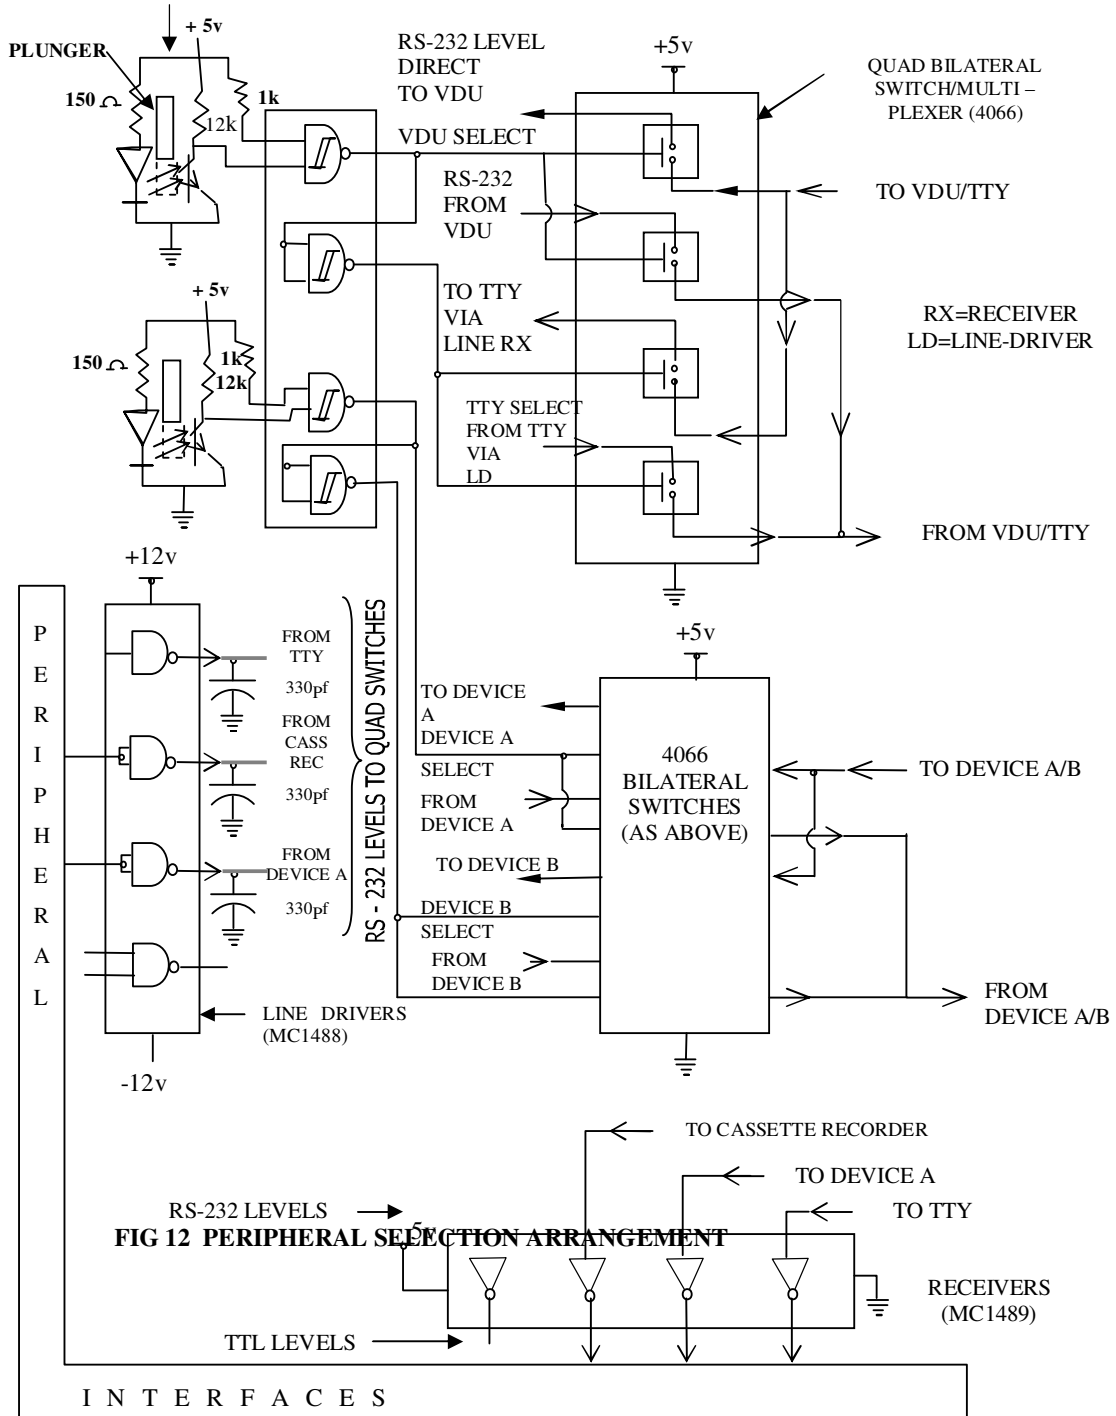 + 5v
PLUNGER
150 Ω
12k
1k
RS-232 LEVEL
DIRECT
TO VDU
VDU SELECT
RS-232
FROM
VDU
+5v
QUAD BILATERAL
SWITCH/MULTI –
PLEXER (4066)
TO VDU/TTY
+ 5v
150 Ω
1k
12k
TO TTY
VIA
LINE RX
TTY SELECT
FROM TTY
VIA
LD
RX=RECEIVER
LD=LINE-DRIVER
FROM VDU/TTY
+12v
PERIPHERAL
FROM
TTY
330pf
FROM
CASS
REC
330pf
FROM
DEVICE A
330pf
RS - 232 LEVELS TO QUAD SWITCHES
LINE DRIVERS
(MC1488)
-12v
+5v
TO DEVICE
A
DEVICE A
SELECT
FROM
DEVICE A
TO DEVICE B
DEVICE B
SELECT
FROM
DEVICE B
4066
BILATERAL
SWITCHES
(AS ABOVE)
TO DEVICE A/B
FROM
DEVICE A/B
TO CASSETTE RECORDER
TO DEVICE A
TO TTY
RS-232 LEVELS
5v
FIG 12 PERIPHERAL SELECTION ARRANGEMENT
RECEIVERS
(MC1489)
TTL LEVELS
INTERFACES